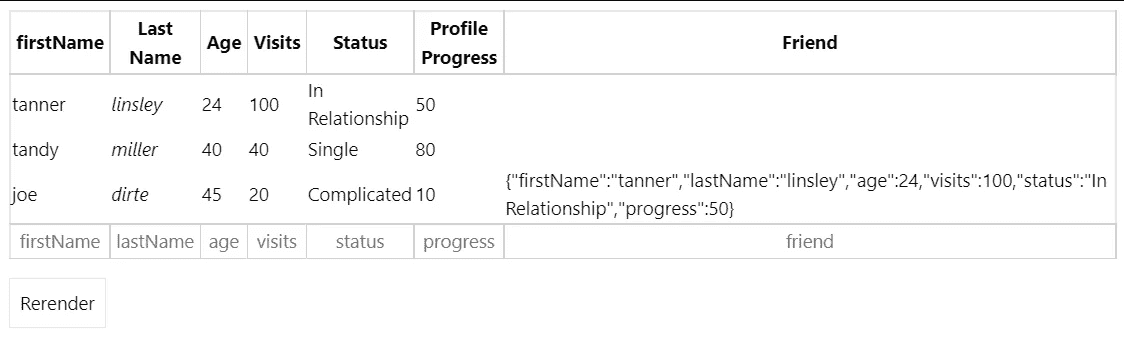 firstName Last Name Age Visits Status Profile Progress Friend
tanner linsley 24 100 In Relationship 50
tandy miller 40 40 Single 80
joe dirte 45 20 Complicated 10 {"firstName":"tanner","lastName":"linsley","age":24,"visits":100,"status":"In
Relationship","progress":50}
firstName lastName age visits status progress friend
Rerender